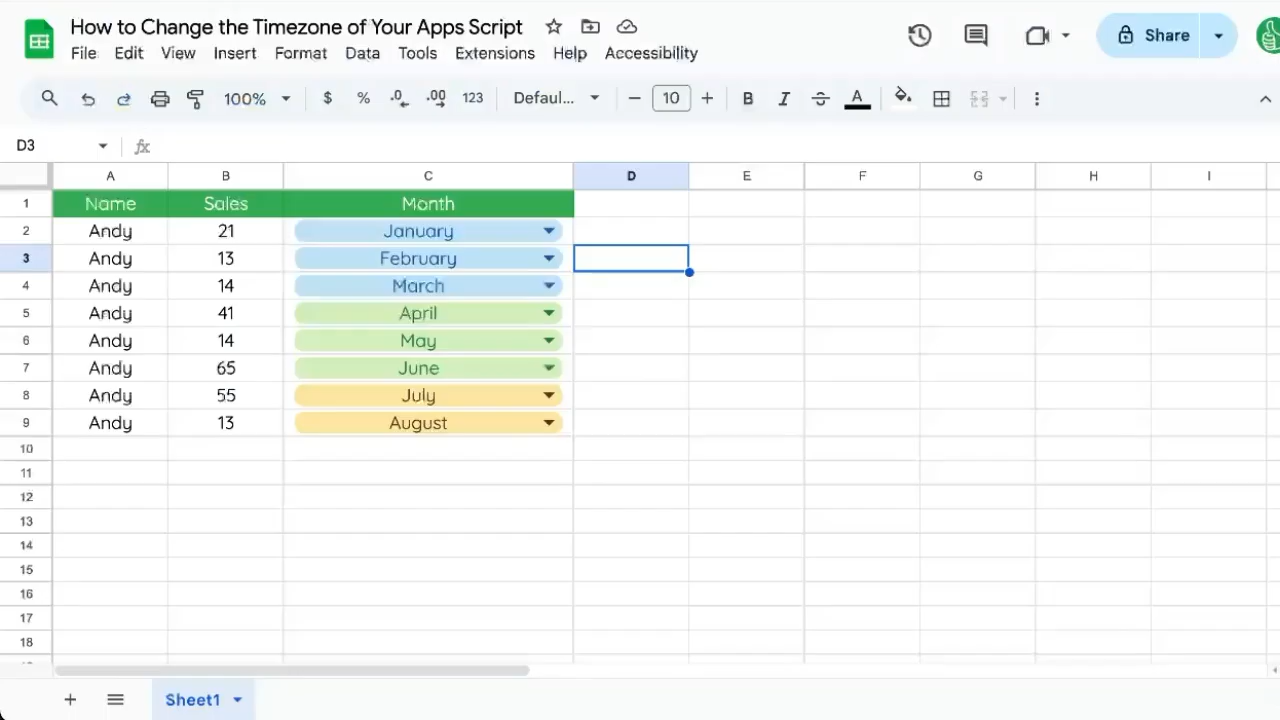 How to Change the Timezone of Your Apps Script
File Edit View Insert Format Data Tools Extensions Help Accessibility
Share
100% $ % .0 .00 123 Defaul... 10 B I A
D3 fx
A B C D E F G H I
1 Name Sales Month
2 Andy 21 January
3 Andy 13 February
4 Andy 14 March
5 Andy 41 April
6 Andy 14 May
7 Andy 65 June
8 Andy 55 July
9 Andy 13 August
10
11
12
13
14
15
16
17
18
Sheet1